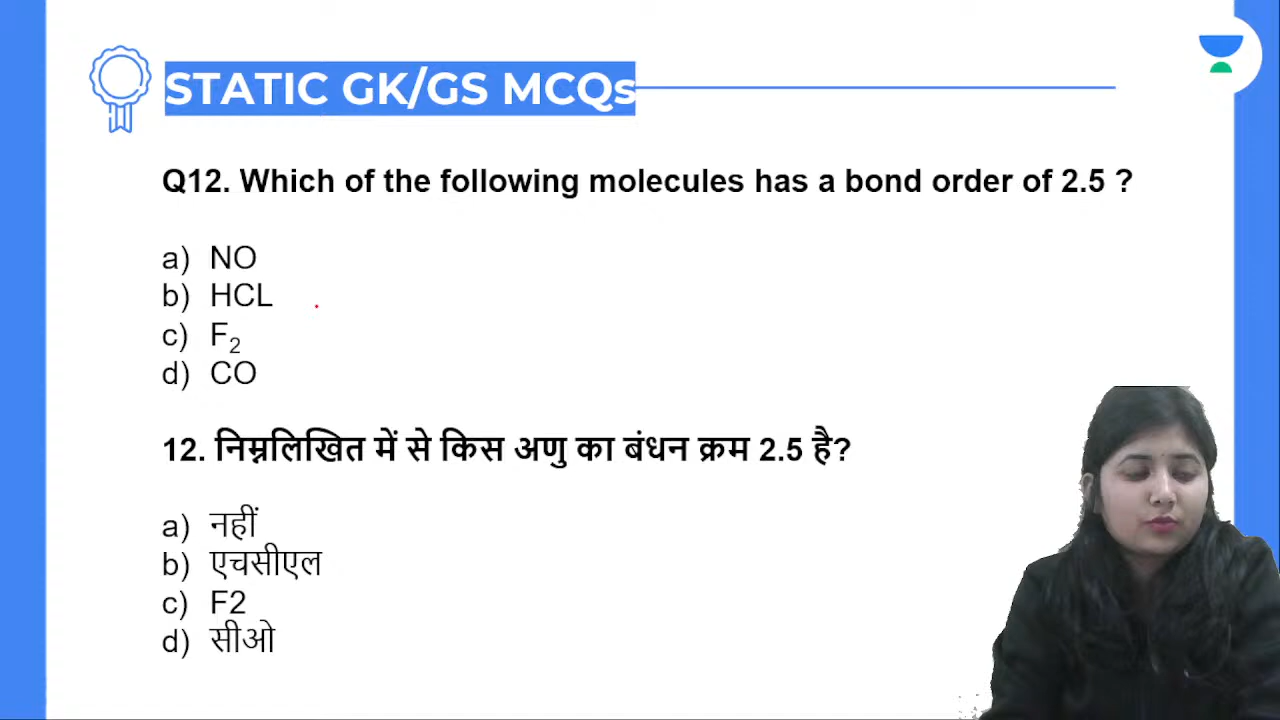 STATIC GK/GS MCQs
Q12. Which of the following molecules has a bond order of 2.5 ?
a) NO
b) HCL
c) F₂
d) CO
12. निम्नलिखित में से किस अणु का बंधन क्रम 2.5 है?
a) नहीं
b) एचसीएल
c) F2
d) सीओ